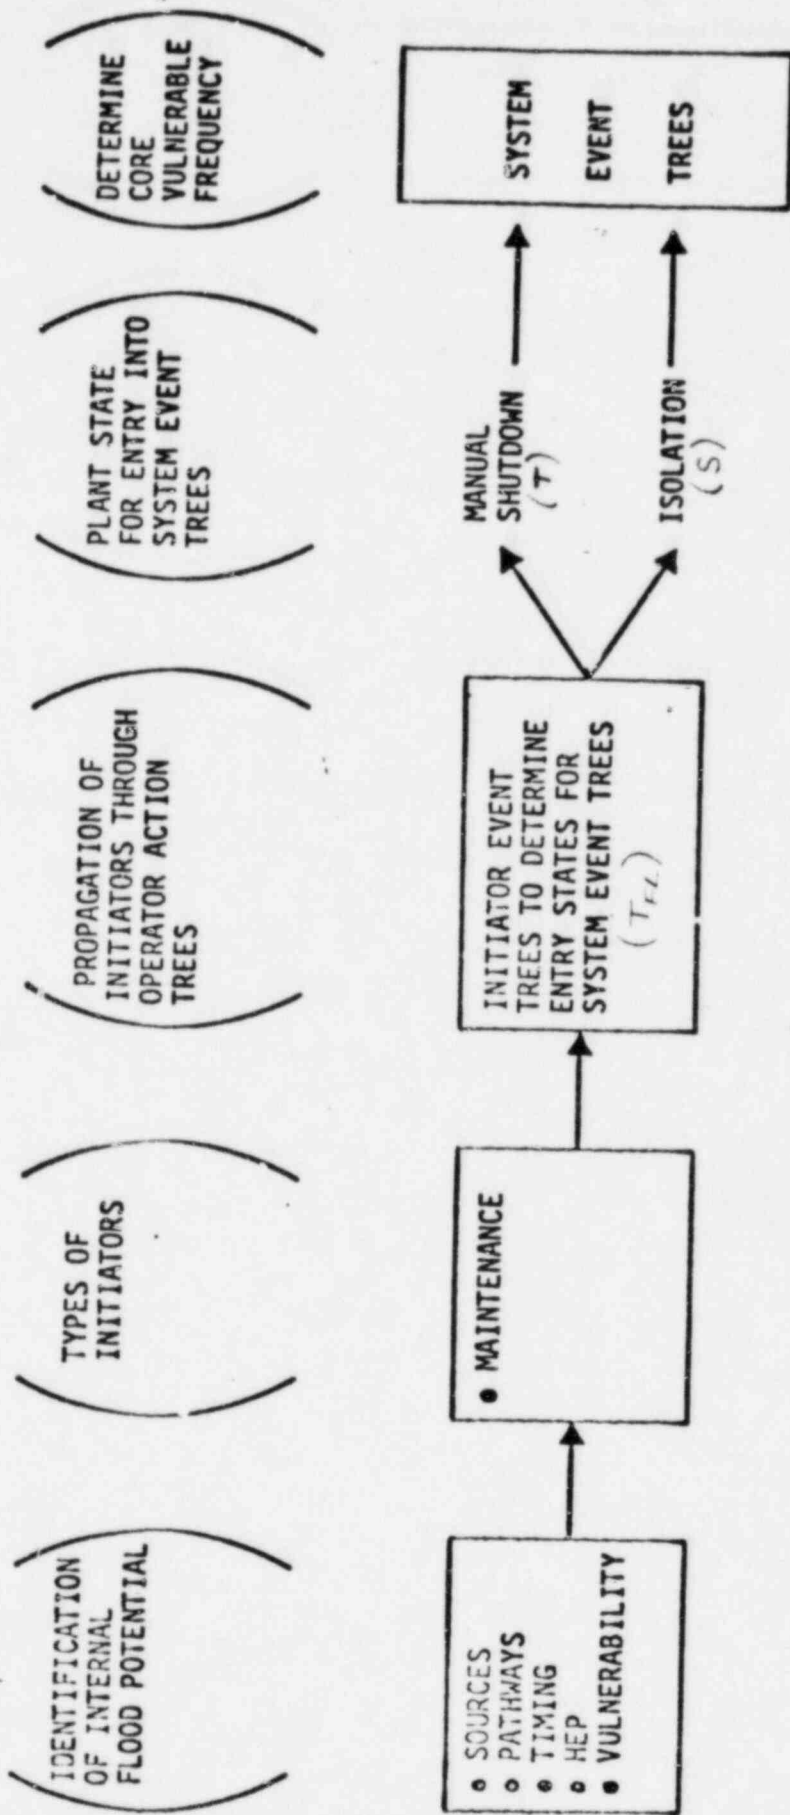 IDENTIFICATION
OF INTERNAL
FLOOD POTENTIAL
TYPES OF
INITIATORS
PROPAGATION OF
INITIATORS THROUGH
OPERATOR ACTION
TREES
PLANT STATE
FOR ENTRY INTO
SYSTEM EVENT
TREES
DETERMINE
CORE
VULNERABLE
FREQUENCY
• SOURCES
• PATHWAYS
• TIMING
• HEP
• VULNERABILITY
• MAINTENANCE
INITIATOR EVENT
TREES TO DETERMINE
ENTRY STATES FOR
SYSTEM EVENT TREES
(T_FL)
MANUAL
SHUTDOWN
(T)
ISOLATION
(S)
SYSTEM
EVENT
TREES